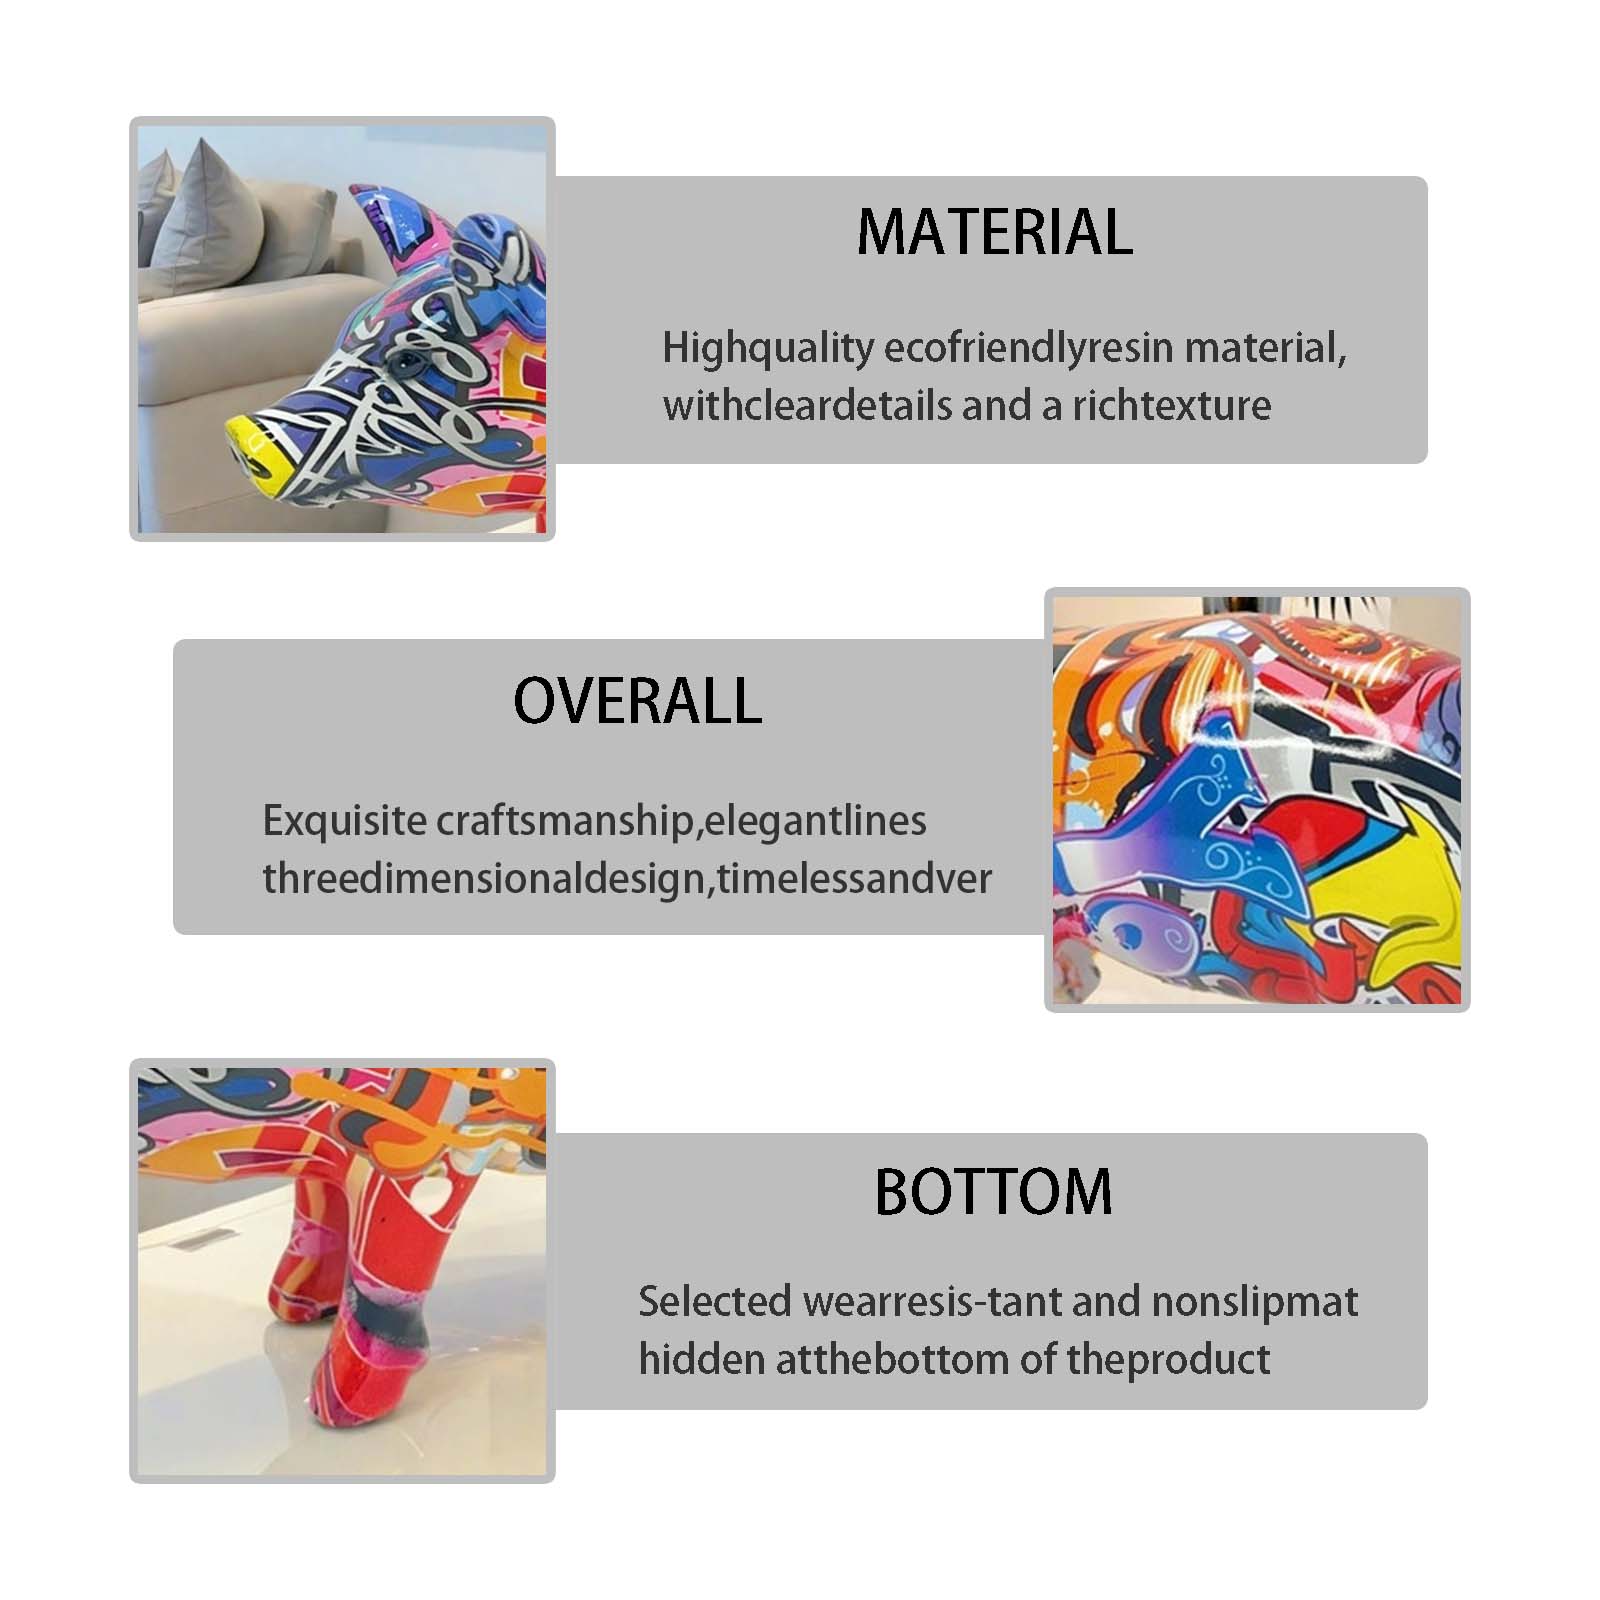 MATERIAL
Highquality ecofriendlyresin material,
withcleardetails and a richtexture
OVERALL
Exquisite craftsmanship,elegantlines
threedimensionaldesign,timelessandver
BOTTOM
Selected wearresis-tant and nonslipmat
hidden atthebottom of theproduct